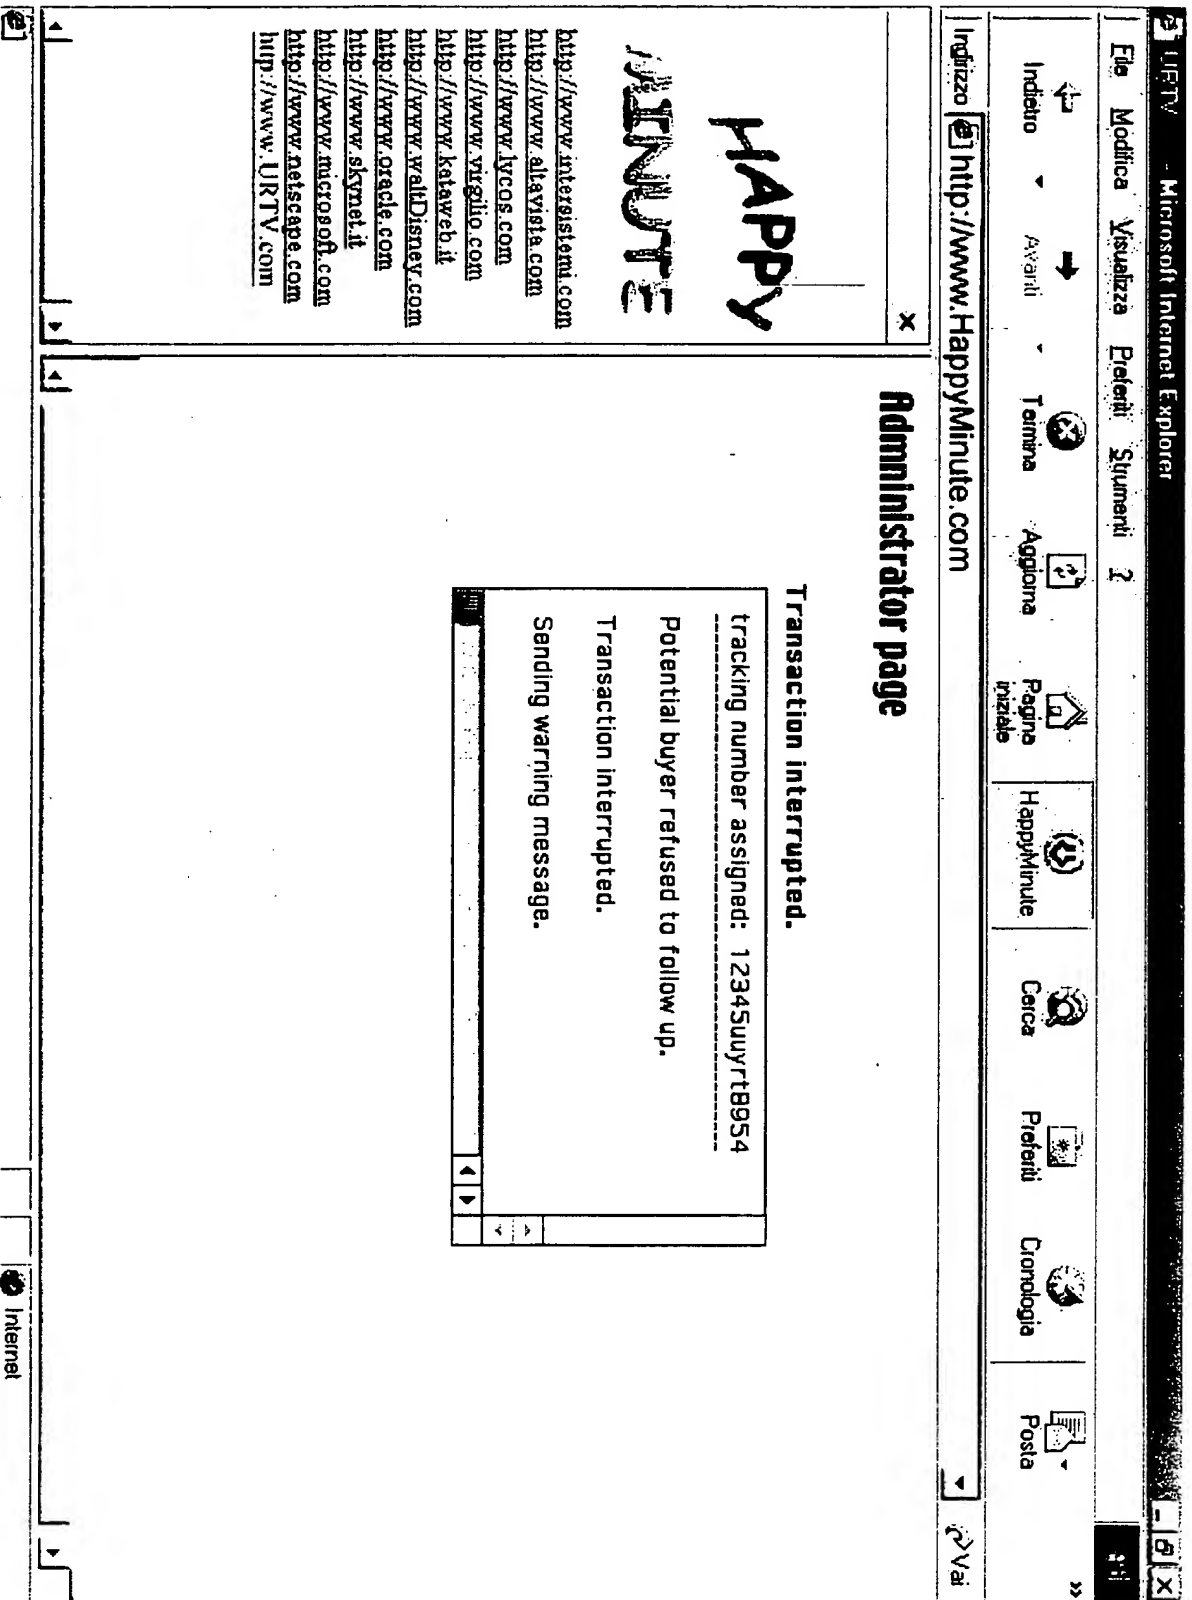 URTV - Microsoft Internet Explorer
File Modifica Visualizza Preferiti Strumenti ?
Indietro Avanti Termina Aggiorna Pagina iniziale HappyMinute Cerca Preferiti Cronologia Posta »
Indirizzo http://www.HappyMinute.com Vai
HAPPY
MINUTE
http://www.intersistemi.com
http://www.altavista.com
http://www.lycos.com
http://www.virgilio.com
http://www.kataweb.it
http://www.waltDisney.com
http://www.oracle.com
http://www.skynet.it
http://www.microsoft.com
http://www.netscape.com
http://www.URTV.com
Admninistrator page
Transaction interrupted.
tracking number assigned: 12345uuyrt8954
Potential buyer refused to follow up.
Transaction interrupted.
Sending warning message.
Internet